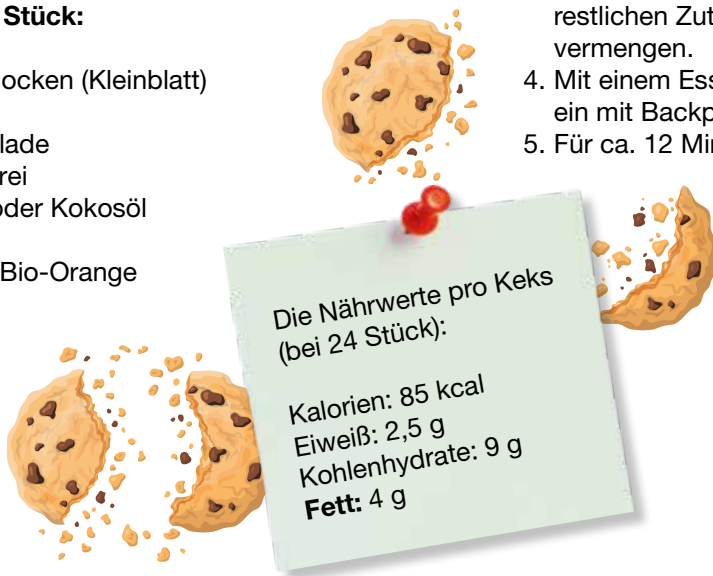 Stück:
ocken (Kleinblatt)
lade
rei
oder Kokosöl
Bio-Orange
restlichen Zut
vermengen.
4. Mit einem Ess
ein mit Backp
5. Für ca. 12 Min
Die Nährwerte pro Keks
(bei 24 Stück):
Kalorien: 85 kcal
Eiweiß: 2,5 g
Kohlenhydrate: 9 g
Fett: 4 g